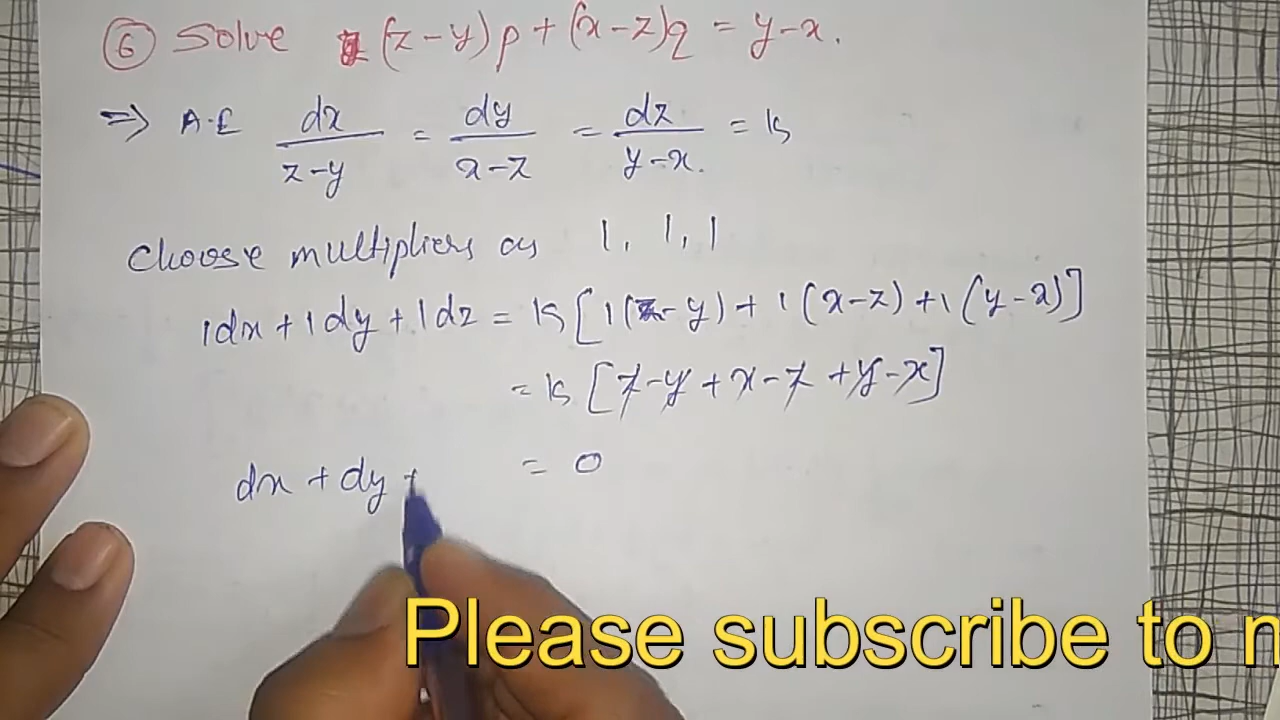 ⑥ Solve (z-y)p + (x-z)q = y-x.
⇒ A.E dx/(z-y) = dy/(x-z) = dz/(y-x). = k
Choose multipliers as 1, 1, 1
1dx + 1dy + 1dz = k [1(z-y) + 1(x-z) + 1(y-x)]
= k [z-y + x-z + y-x]
dx + dy + = 0
Please subscribe to